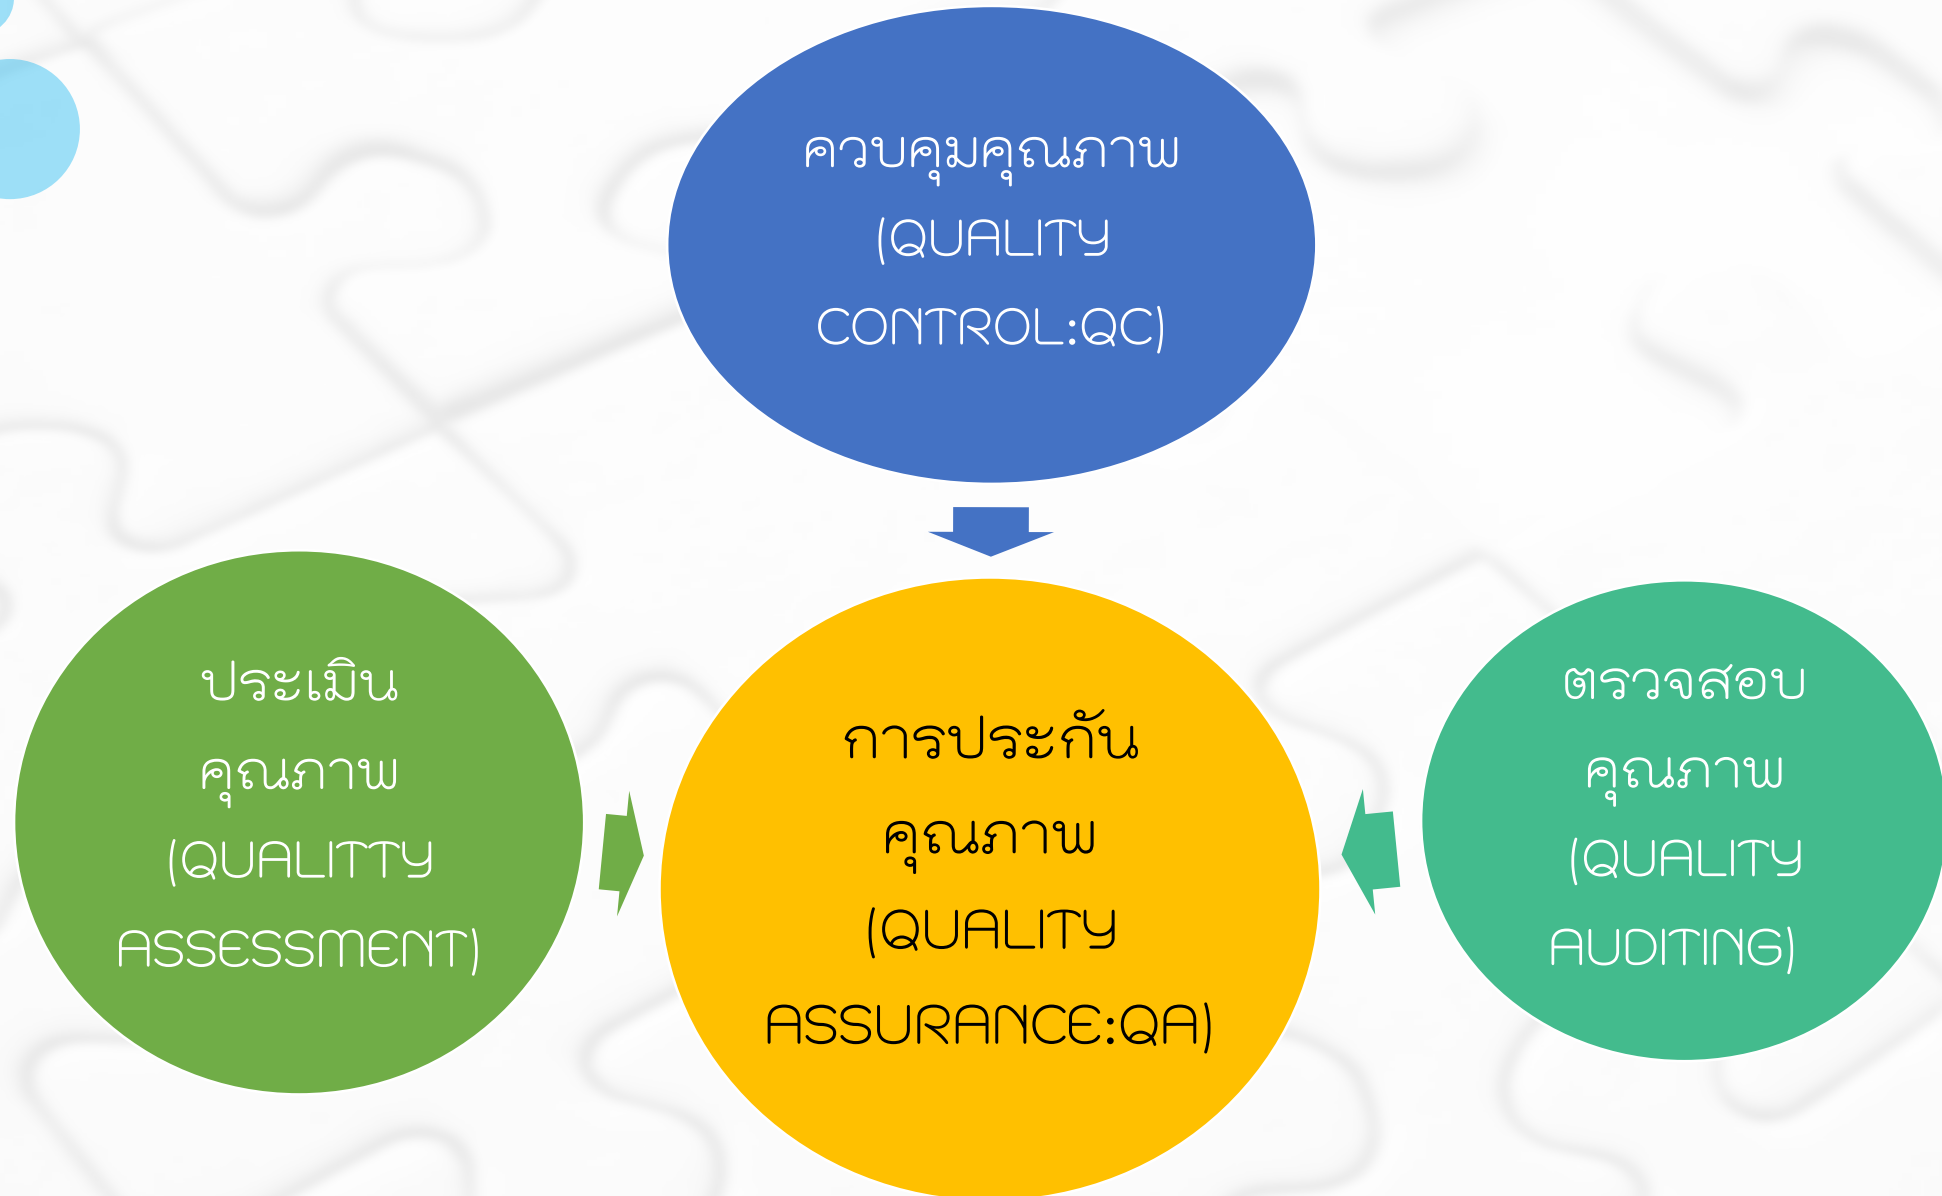 ควบคุมคุณภาพ
(QUALITY
CONTROL:QC)
ประเมิน
คุณภาพ
(QUALITTY
ASSESSMENT)
การประกัน
คุณภาพ
(QUALITY
ASSURANCE:QA)
ตรวจสอบ
คุณภาพ
(QUALITY
AUDITING)